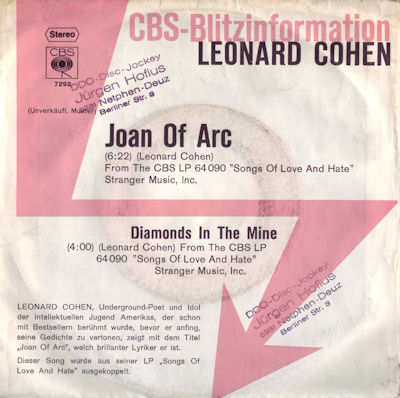 CBS-Blitzinformation
LEONARD COHEN
Stereo
CBS
7292
(Unverkäufl. Muster)
DDO-Disc-Jockey
Jürgen Hofius
5931 Netphen-Deuz
Berliner Str. 3
Joan Of Arc
(6:22) (Leonard Cohen)
From The CBS LP 64090 "Songs Of Love And Hate"
Stranger Music, Inc.
Diamonds In The Mine
(4:00) (Leonard Cohen) From The CBS LP
64090 "Songs Of Love And Hate"
Stranger Music, Inc.
DDO-Disc-Jockey
Jürgen Hofius
5931 Netphen-Deuz
Berliner Str. 3
LEONARD COHEN, Underground-Poet und Idol
der intellektuellen Jugend Amerikas, der schon
mit Bestsellern berühmt wurde, bevor er anfing,
seine Gedichte zu vertonen, zeigt mit dem Titel
„Joan Of Arc", welch brillanter Lyriker er ist.
Dieser Song wurde aus seiner LP „Songs Of
Love And Hate" ausgekoppelt.